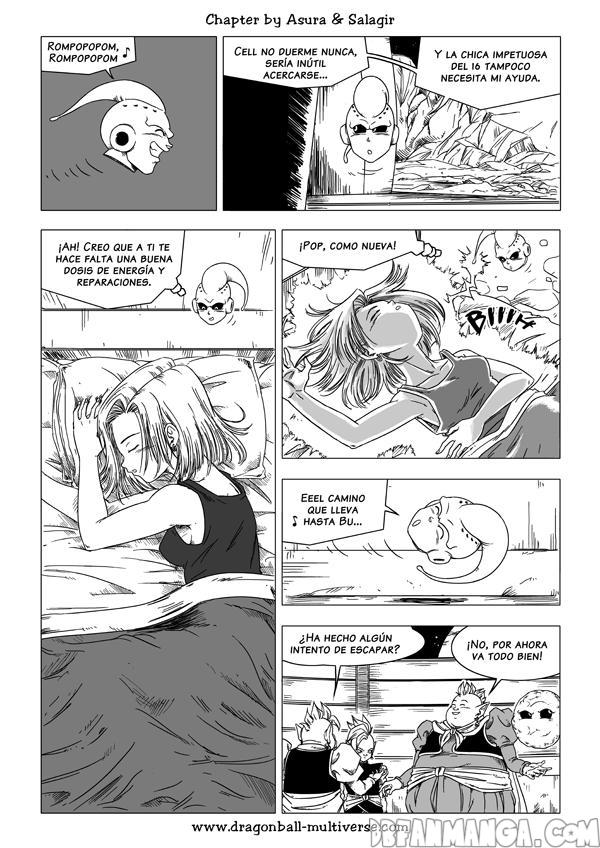 Chapter by Asura & Salagir
ROMPOPOPOM,
ROMPOPOPOM ♪
CELL NO DUERME NUNCA,
SERÍA INÚTIL
ACERCARSE...
Y LA CHICA IMPETUOSA
DEL 16 TAMPOCO
NECESITA MI AYUDA.
¡AH! CREO QUE A TI TE
HACE FALTA UNA BUENA
DOSIS DE ENERGÍA Y
REPARACIONES.
¡POP, COMO NUEVA!
BIIIIH
EEEL CAMINO
QUE LLEVA
♪ HASTA BU...
¿HA HECHO ALGÚN
INTENTO DE ESCAPAR?
¡NO, POR AHORA
VA TODO BIEN!
www.dragonball-multiverse.com
DBFANMANGA.COM